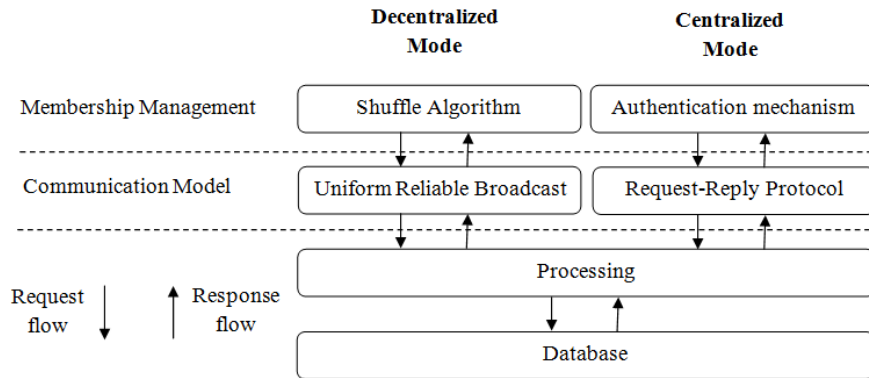 Decentralized
Mode
Centralized
Mode
Membership Management
Shuffle Algorithm
Authentication mechanism
Communication Model
Uniform Reliable Broadcast
Request-Reply Protocol
Processing
Request
flow
Response
flow
Database